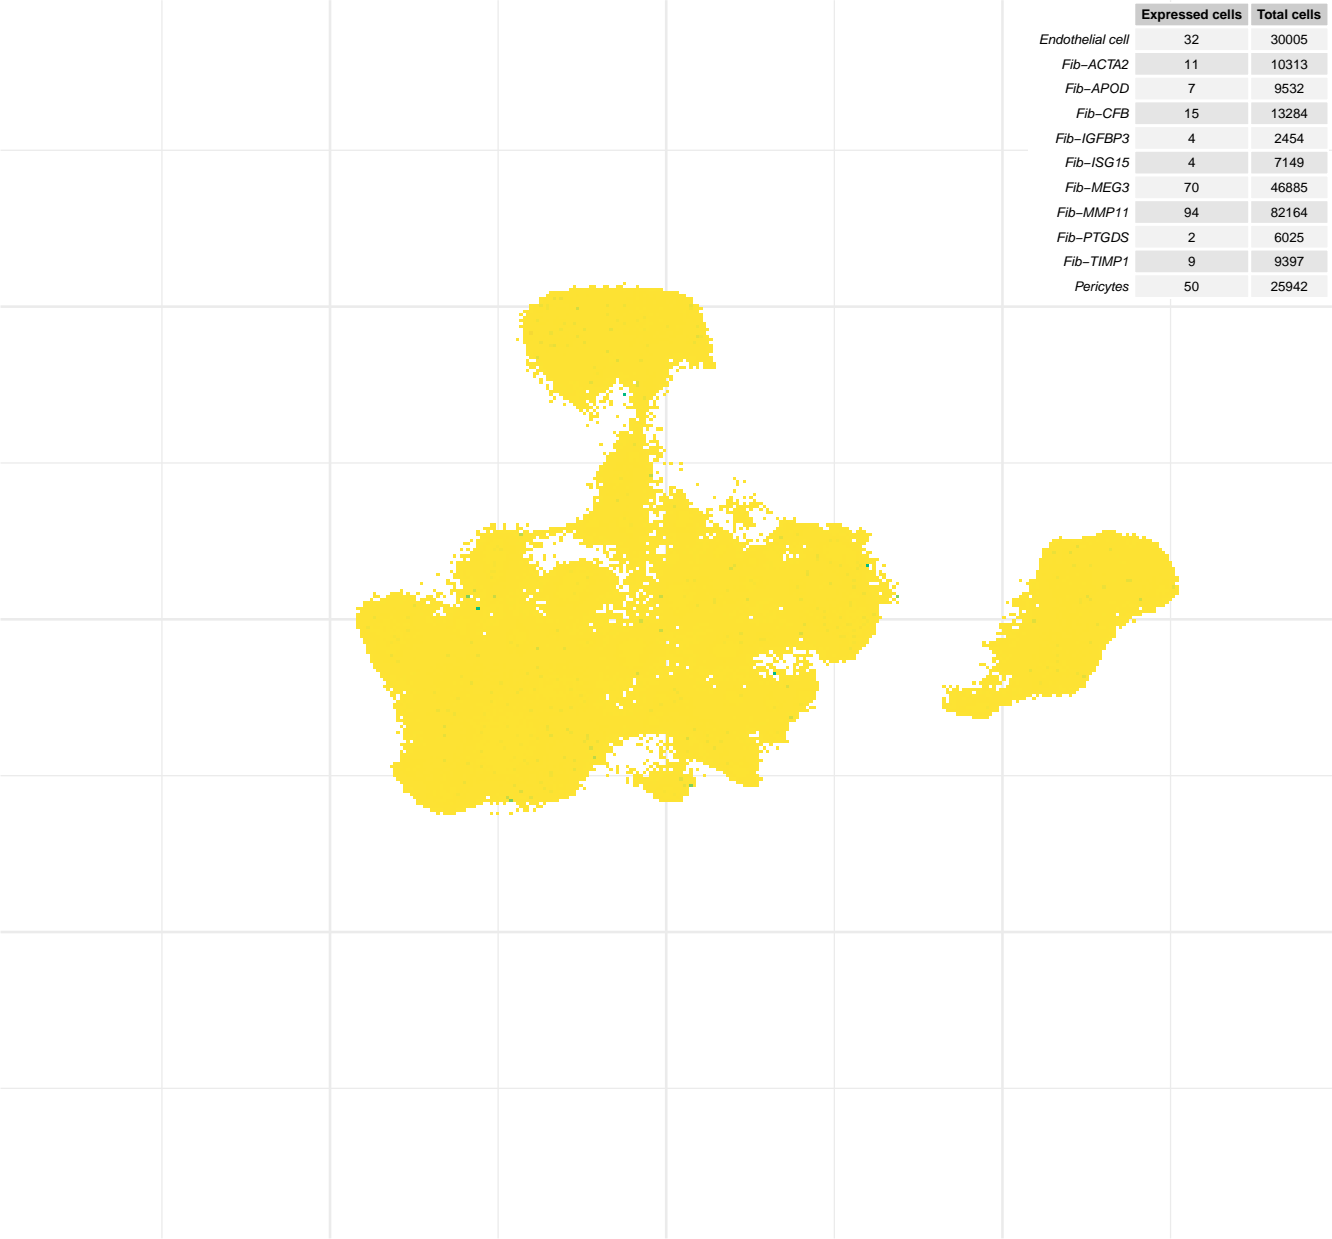 Expressed cells Total cells
Endothelial cell 32 30005
Fib−ACTA2 11 10313
Fib−APOD 7 9532
Fib−CFB 15 13284
Fib−IGFBP3 4 2454
Fib−ISG15 4 7149
Fib−MEG3 70 46885
Fib−MMP11 94 82164
Fib−PTGDS 2 6025
Fib−TIMP1 9 9397
Pericytes 50 25942